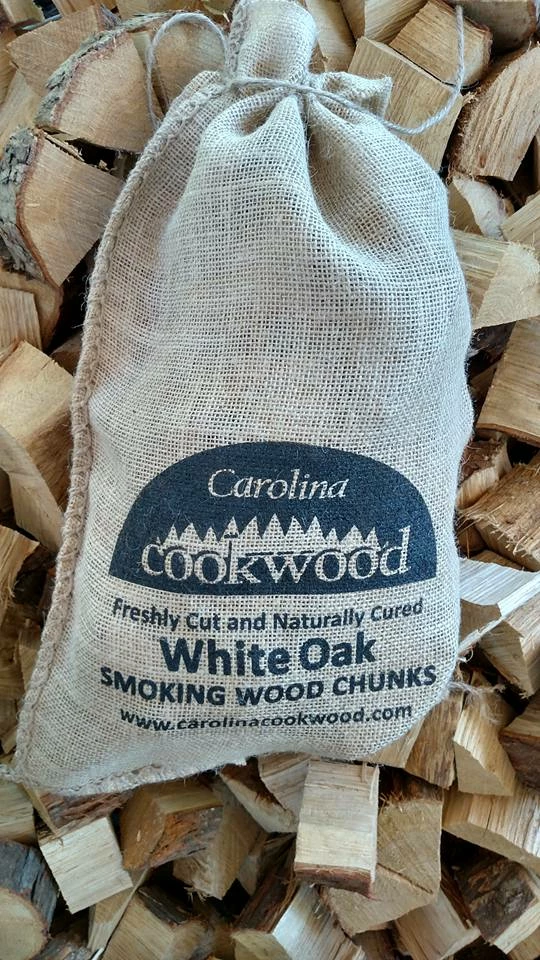 Carolina
cookwood
Freshly Cut and Naturally Cured
White Oak
SMOKING WOOD CHUNKS
www.carolinacookwood.com